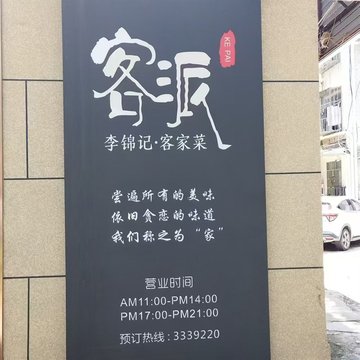 客派
KE PAI
李锦记·客家菜
尝遍所有的美味
依旧贪恋的味道
我们称之为“家”
营业时间
AM11:00-PM14:00
PM17:00-PM21:00
预订热线：3339220